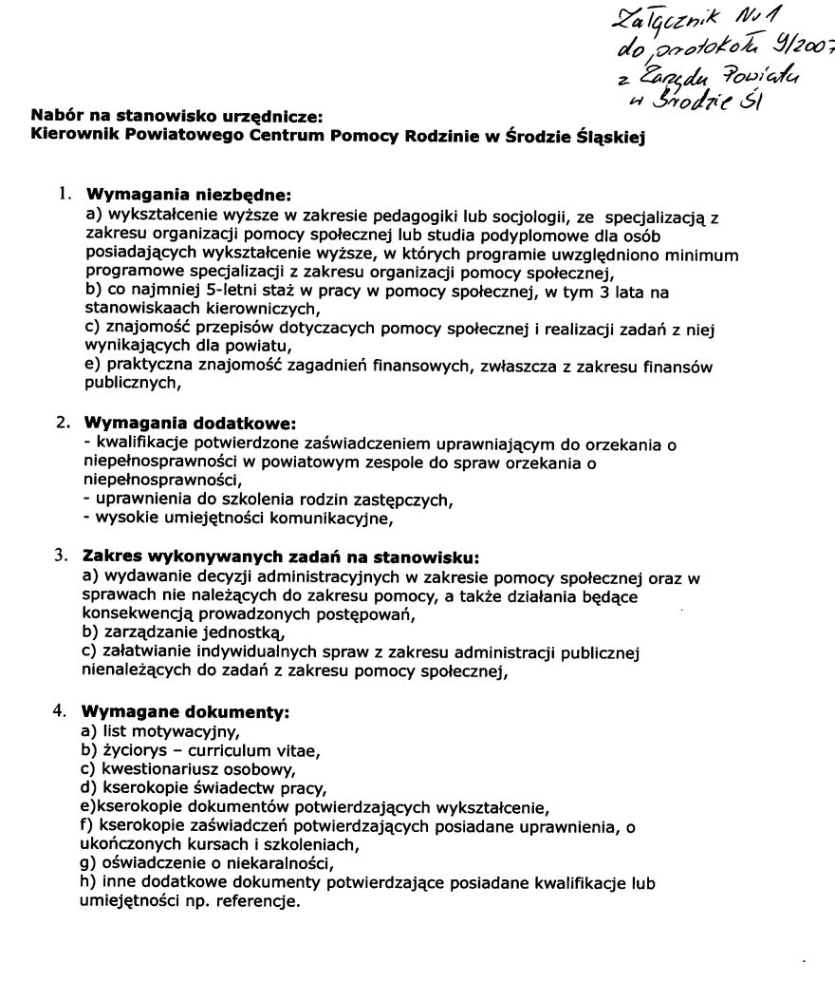 Załącznik Nr 1
do protokołu 9/2007
z Zarządu Powiatu
w Środzie Śl
Nabór na stanowisko urzędnicze:
Kierownik Powiatowego Centrum Pomocy Rodzinie w Środzie Śląskiej
1. Wymagania niezbędne:
a) wykształcenie wyższe w zakresie pedagogiki lub socjologii, ze specjalizacją z
zakresu organizacji pomocy społecznej lub studia podyplomowe dla osób
posiadających wykształcenie wyższe, w których programie uwzględniono minimum
programowe specjalizacji z zakresu organizacji pomocy społecznej,
b) co najmniej 5-letni staż w pracy w pomocy społecznej, w tym 3 lata na
stanowiskaach kierowniczych,
c) znajomość przepisów dotyczacych pomocy społecznej i realizacji zadań z niej
wynikających dla powiatu,
e) praktyczna znajomość zagadnień finansowych, zwłaszcza z zakresu finansów
publicznych,
2. Wymagania dodatkowe:
- kwalifikacje potwierdzone zaświadczeniem uprawniającym do orzekania o
niepełnosprawności w powiatowym zespole do spraw orzekania o
niepełnosprawności,
- uprawnienia do szkolenia rodzin zastępczych,
- wysokie umiejętności komunikacyjne,
3. Zakres wykonywanych zadań na stanowisku:
a) wydawanie decyzji administracyjnych w zakresie pomocy społecznej oraz w
sprawach nie należących do zakresu pomocy, a także działania będące
konsekwencją prowadzonych postępowań,
b) zarządzanie jednostką,
c) załatwianie indywidualnych spraw z zakresu administracji publicznej
nienależących do zadań z zakresu pomocy społecznej,
4. Wymagane dokumenty:
a) list motywacyjny,
b) życiorys – curriculum vitae,
c) kwestionariusz osobowy,
d) kserokopie świadectw pracy,
e)kserokopie dokumentów potwierdzających wykształcenie,
f) kserokopie zaświadczeń potwierdzających posiadane uprawnienia, o
ukończonych kursach i szkoleniach,
g) oświadczenie o niekaralności,
h) inne dodatkowe dokumenty potwierdzające posiadane kwalifikacje lub
umiejętności np. referencje.